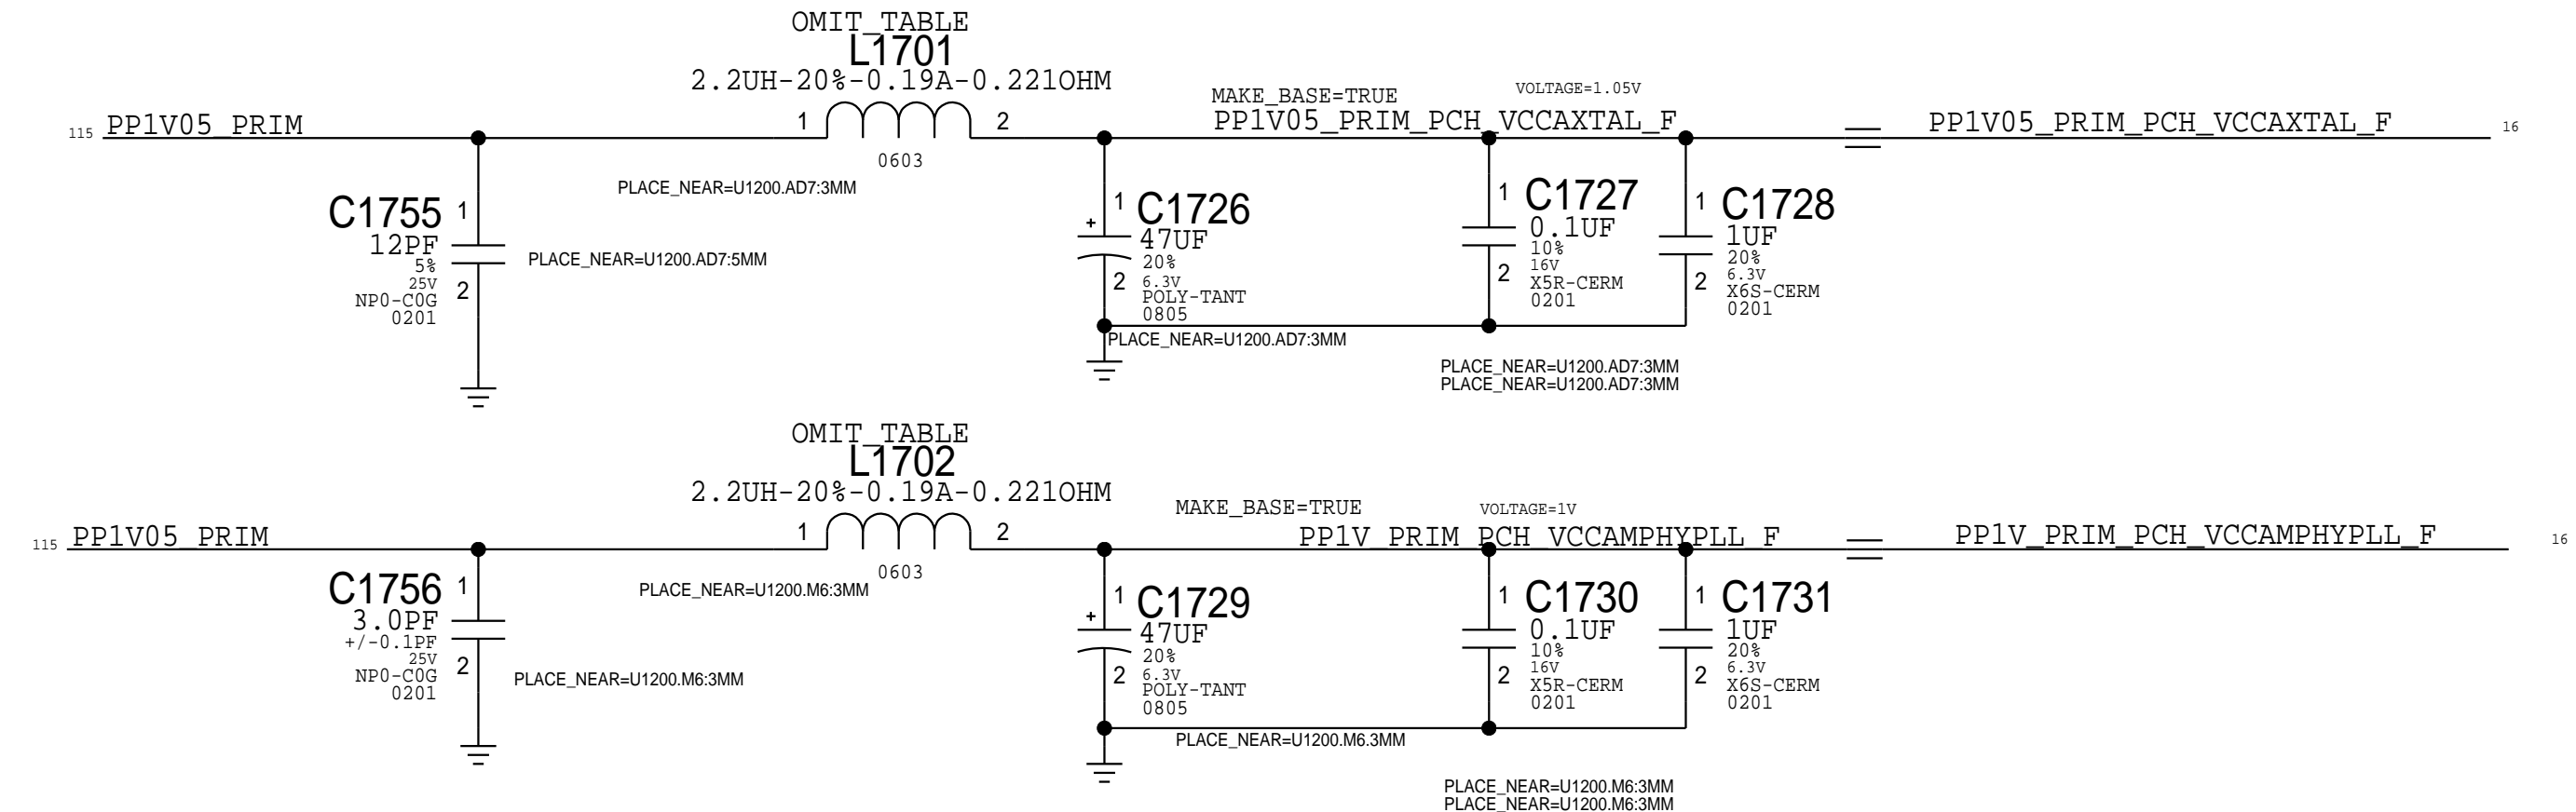 OMIT_TABLE
L1701
2.2UH-20%-0.19A-0.221OHM
115 PP1V05_PRIM
1 2
0603
PLACE_NEAR=U1200.AD7:3MM
MAKE_BASE=TRUE
VOLTAGE=1.05V
PP1V05_PRIM_PCH_VCCAXTAL_F
PP1V05_PRIM_PCH_VCCAXTAL_F 16
C1755 1
12PF
5%
25V
2
NP0-C0G
0201
PLACE_NEAR=U1200.AD7:5MM
1 C1726
+
47UF
20%
2 6.3V
POLY-TANT
0805
PLACE_NEAR=U1200.AD7:3MM
1 C1727
0.1UF
10%
2 16V
X5R-CERM
0201
1 C1728
1UF
20%
2 6.3V
X6S-CERM
0201
PLACE_NEAR=U1200.AD7:3MM
PLACE_NEAR=U1200.AD7:3MM
OMIT_TABLE
L1702
2.2UH-20%-0.19A-0.221OHM
115 PP1V05_PRIM
1 2
0603
PLACE_NEAR=U1200.M6:3MM
MAKE_BASE=TRUE
VOLTAGE=1V
PP1V_PRIM_PCH_VCCAMPHYPLL_F
PP1V_PRIM_PCH_VCCAMPHYPLL_F 16
C1756 1
3.0PF
+/-0.1PF
25V
2
NP0-C0G
0201
PLACE_NEAR=U1200.M6:3MM
1 C1729
+
47UF
20%
2 6.3V
POLY-TANT
0805
PLACE_NEAR=U1200.M6.3MM
1 C1730
0.1UF
10%
2 16V
X5R-CERM
0201
1 C1731
1UF
20%
2 6.3V
X6S-CERM
0201
PLACE_NEAR=U1200.M6:3MM
PLACE_NEAR=U1200.M6:3MM